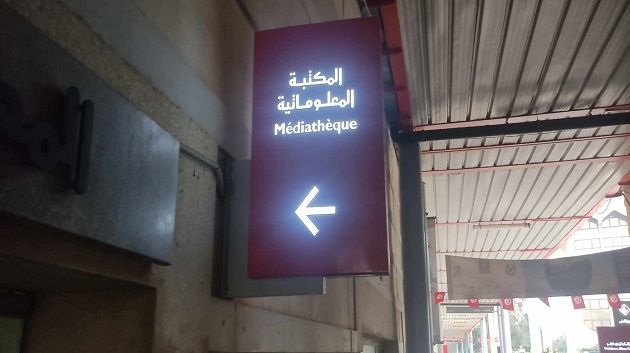 المكتبة
المعلوماتية
Médiathèque